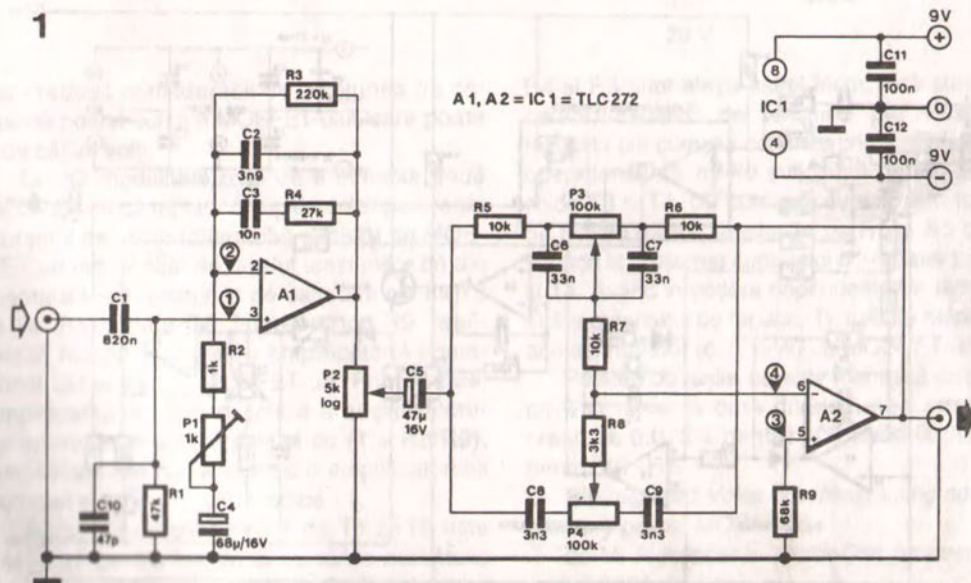 1
R3
220k
C2
3n9
C3
10n
R4
27k
2
2
A1
3
1
C1
820n
R2
1k
P1
1k
C10
47p
R1
47k
C4
68µ/16V
P2
5k
log
C5
47µ
16V
A1, A2 = IC1 = TLC272
R5
10k
P3
100k
R6
10k
C6
33n
C7
33n
R7
10k
R8
3k3
C8
3n3
P4
100k
C9
3n3
4
6
3
5
A2
7
R9
68k
9V
+
8
C11
100n
IC1
0
4
C12
100n
9V
−